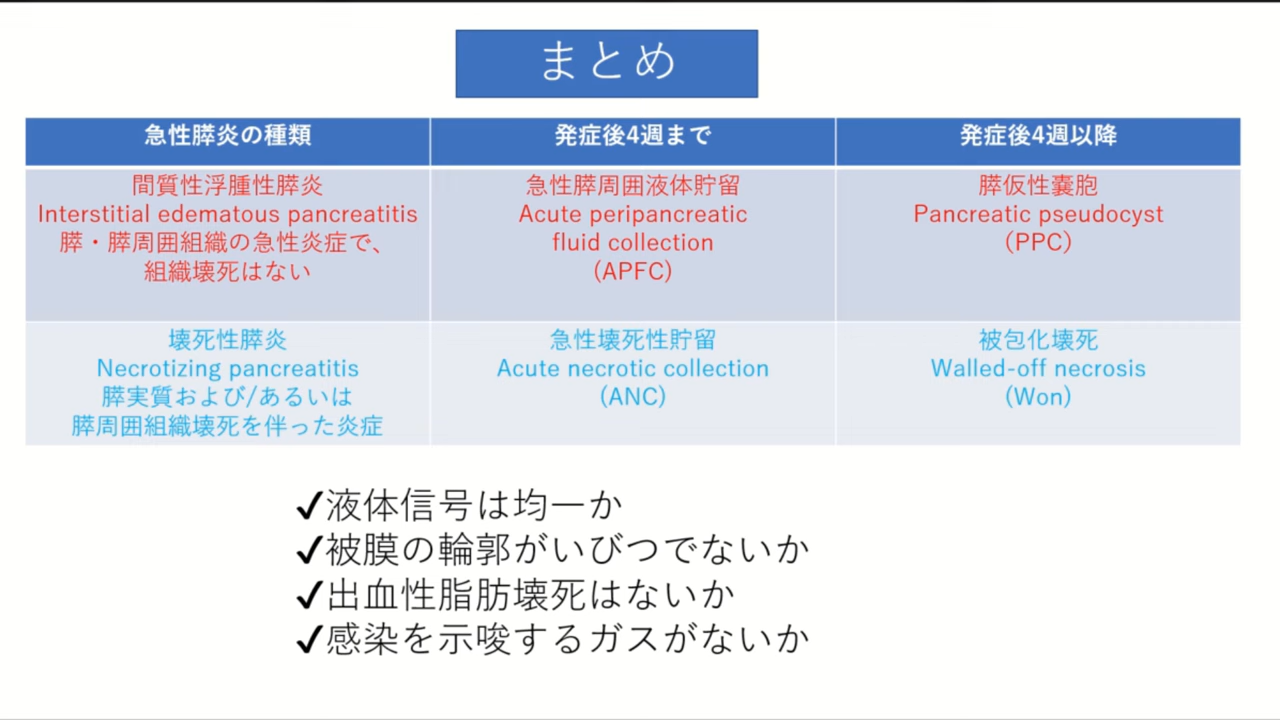 まとめ
急性膵炎の種類
発症後4週まで
発症後4週以降
間質性浮腫性膵炎
Interstitial edematous pancreatitis
膵・膵周囲組織の急性炎症で、
組織壊死はない
急性膵周囲液体貯留
Acute peripancreatic
fluid collection
(APFC)
膵仮性嚢胞
Pancreatic pseudocyst
(PPC)
壊死性膵炎
Necrotizing pancreatitis
膵実質および/あるいは
膵周囲組織壊死を伴った炎症
急性壊死性貯留
Acute necrotic collection
(ANC)
被包化壊死
Walled-off necrosis
(Won)
✓液体信号は均一か
✓被膜の輪郭がいびつでないか
✓出血性脂肪壊死はないか
✓感染を示唆するガスがないか